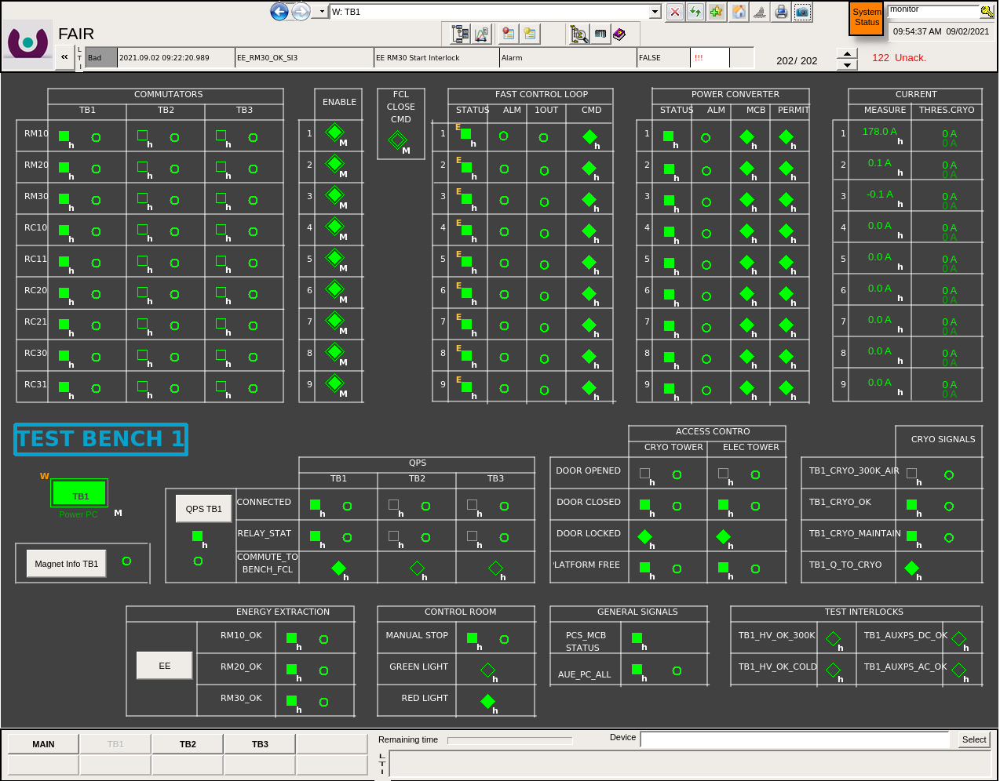 W: TB1
System
Status
monitor
09:54:37 AM 09/02/2021
FAIR
«
L
T
I
Bad 2021.09.02 09:22:20.989 EE_RM30_OK_SI3 EE RM30 Start Interlock Alarm FALSE !!!
202/ 202
122 Unack.
COMMUTATORS
TB1 TB2 TB3
RM10 h h h
RM20 h h h
RM30 h h h
RC10 h h h
RC11 h h h
RC20 h h h
RC21 h h h
RC30 h h h
RC31 h h h
ENABLE
1 M
2 M
3 M
4 M
5 M
6 M
7 M
8 M
9 M
FCL
CLOSE
CMD
M
FAST CONTROL LOOP
STATUS ALM 1OUT CMD
1 E h h
2 E h h
3 E h h
4 E h h
5 E h h
6 E h h
7 E h h
8 E h h
9 E h h
POWER CONVERTER
STATUS ALM MCB PERMIT
1 h h h
2 h h h
3 h h h
4 h h h
5 h h h
6 h h h
7 h h h
8 h h h
9 h h h
CURRENT
MEASURE THRES.CRYO
1 178.0 A h 0 A
0 A
2 0.1 A h 0 A
0 A
3 -0.1 A h 0 A
0 A
4 0.0 A h 0 A
0 A
5 0.0 A h 0 A
0 A
6 0.0 A h 0 A
0 A
7 0.0 A h 0 A
0 A
8 0.0 A h 0 A
0 A
9 0.0 A h 0 A
0 A
TEST BENCH 1
W
TB1
Power PC
M
Magnet Info TB1
QPS
TB1 TB2 TB3
QPS TB1
h
CONNECTED h h h
RELAY_STAT h h h
COMMUTE_TO
BENCH_FCL h h h
ACCESS CONTRO
CRYO TOWER ELEC TOWER
DOOR OPENED h h
DOOR CLOSED h h
DOOR LOCKED h h
LATFORM FREE h h
CRYO SIGNALS
TB1_CRYO_300K_AIR h
TB1_CRYO_OK h
TB1_CRYO_MAINTAIN h
TB1_Q_TO_CRYO h
ENERGY EXTRACTION
EE
RM10_OK h
RM20_OK h
RM30_OK h
CONTROL ROOM
MANUAL STOP h
GREEN LIGHT h
RED LIGHT h
GENERAL SIGNALS
PCS_MCB
STATUS h
AUE_PC_ALL h
TEST INTERLOCKS
TB1_HV_OK_300K h TB1_AUXPS_DC_OK h
TB1_HV_OK_COLD h TB1_AUXPS_AC_OK h
MAIN TB1 TB2 TB3
Remaining time
Device
Select
L
T
I